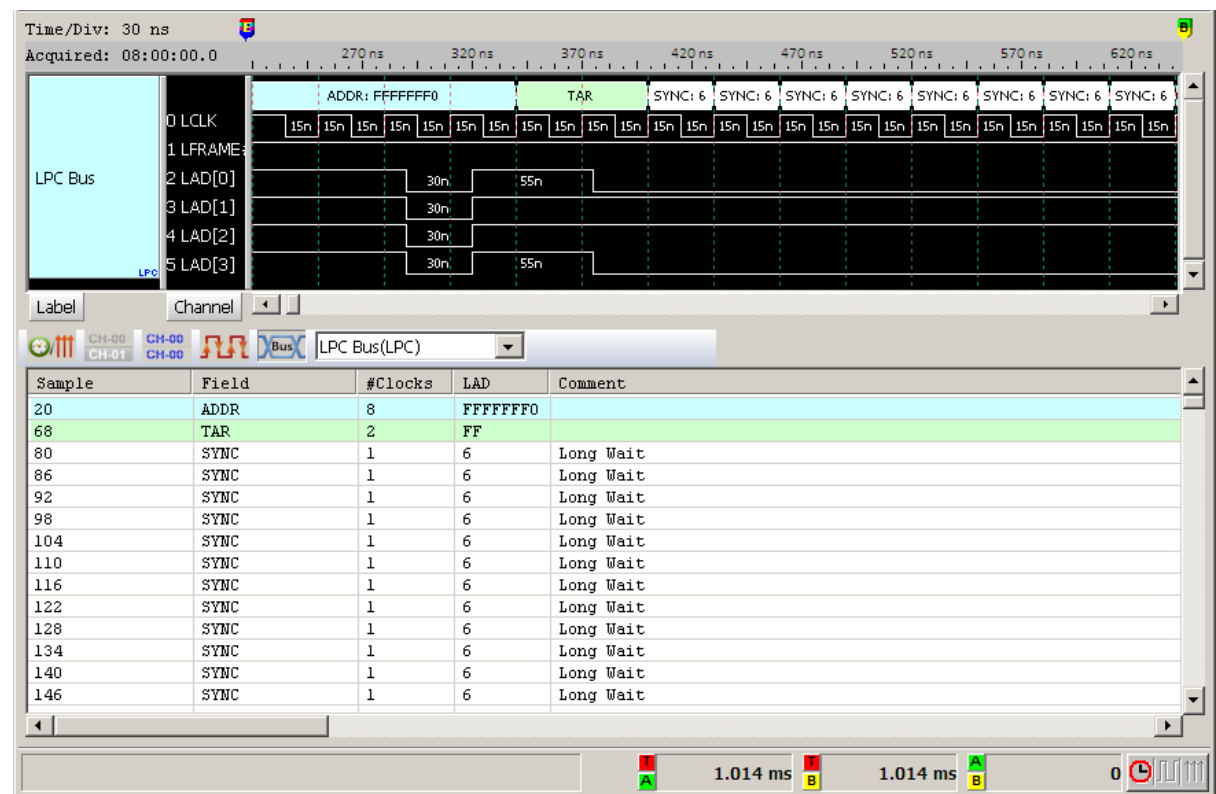 Time/Div: 30 ns
B
Acquired: 08:00:00.0 270 ns 320 ns 370 ns 420 ns 470 ns 520 ns 570 ns 620 ns
ADDR: FFFFFFF0 TAR SYNC: 6 SYNC: 6 SYNC: 6 SYNC: 6 SYNC: 6 SYNC: 6 SYNC: 6 SYNC: 6
0 LCLK 15n 15n 15n 15n 15n 15n 15n 15n 15n 15n 15n 15n 15n 15n 15n 15n 15n 15n 15n 15n 15n 15n 15n 15n 15n 15n 15n
1 LFRAME#
LPC Bus 2 LAD[0] 30n 55n
3 LAD[1] 30n
4 LAD[2] 30n
LPC 5 LAD[3] 30n 55n
Label Channel
CH-00 CH-00 Bus LPC Bus(LPC)
CH-01 CH-00
Sample Field #Clocks LAD Comment
20 ADDR 8 FFFFFFF0
68 TAR 2 FF
80 SYNC 1 6 Long Wait
86 SYNC 1 6 Long Wait
92 SYNC 1 6 Long Wait
98 SYNC 1 6 Long Wait
104 SYNC 1 6 Long Wait
110 SYNC 1 6 Long Wait
116 SYNC 1 6 Long Wait
122 SYNC 1 6 Long Wait
128 SYNC 1 6 Long Wait
134 SYNC 1 6 Long Wait
140 SYNC 1 6 Long Wait
146 SYNC 1 6 Long Wait
T A 1.014 ms T B 1.014 ms A B 0